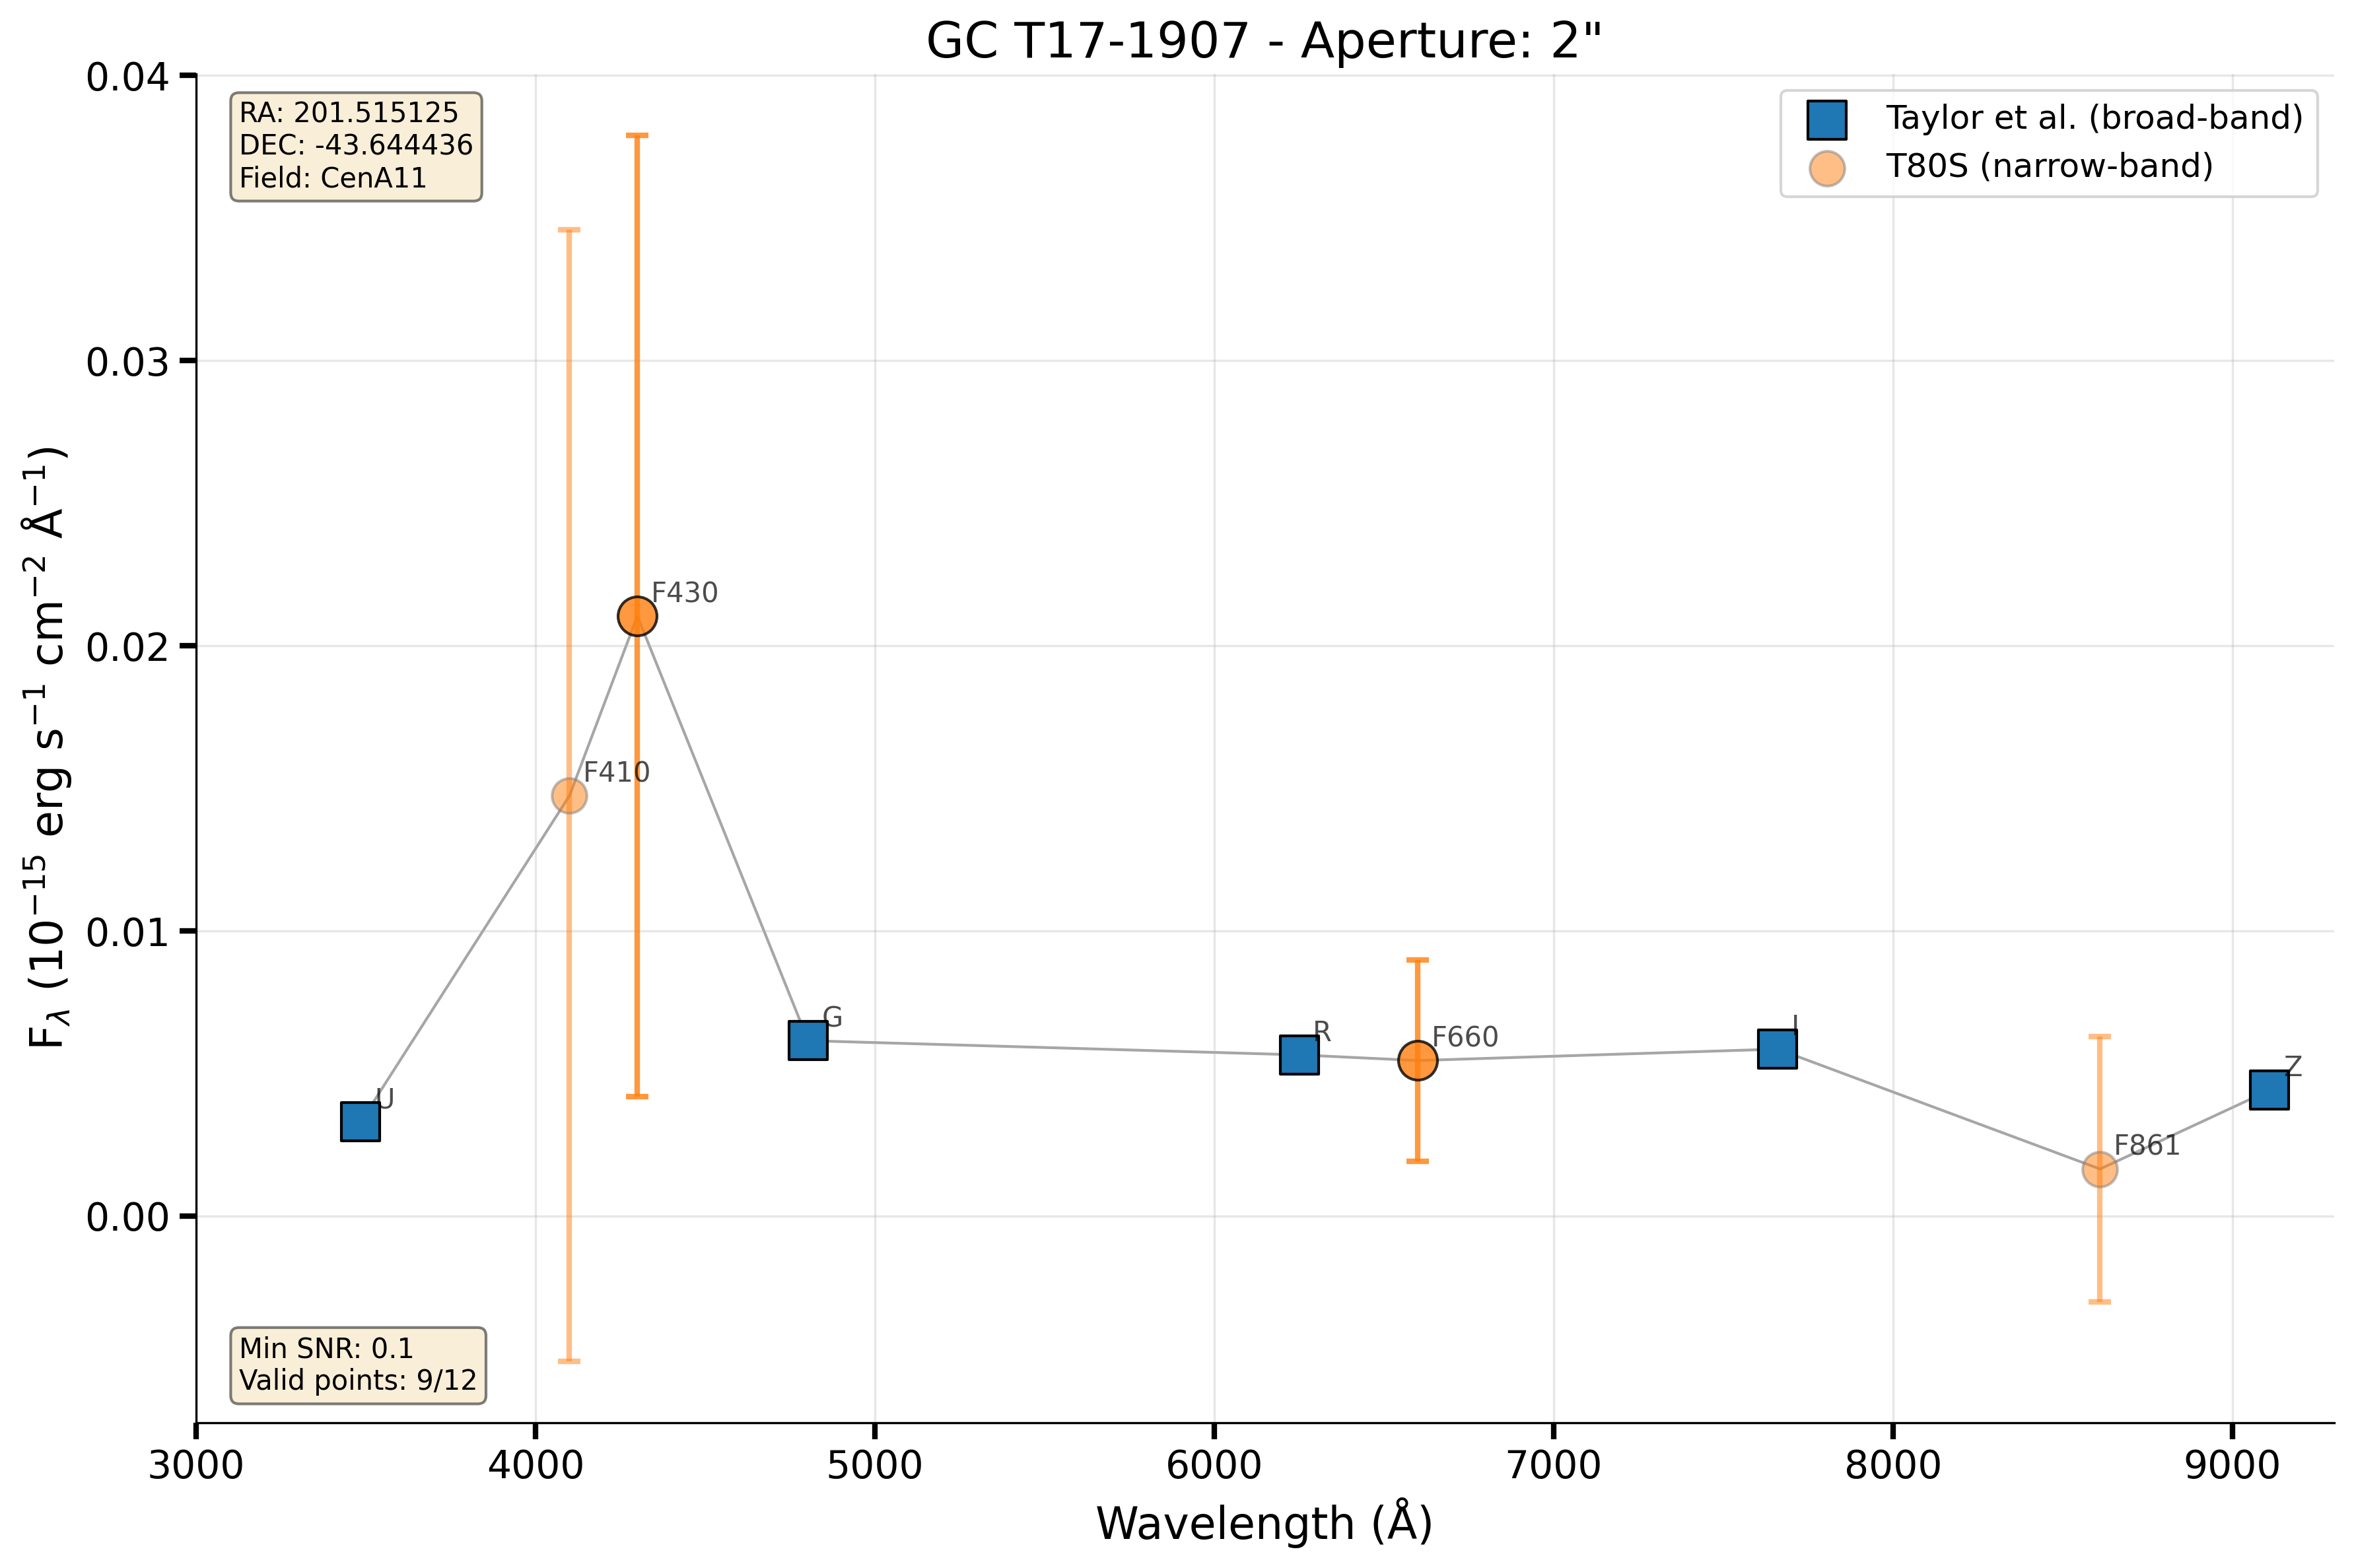 GC T17-1907 - Aperture: 2"
RA: 201.515125
DEC: -43.644436
Field: CenA11
Taylor et al. (broad-band)
T80S (narrow-band)
0.04
0.03
0.02
0.01
0.00
F_λ (10⁻¹⁵ erg s⁻¹ cm⁻² Å⁻¹)
U
F410
F430
G
R
F660
I
F861
Z
Min SNR: 0.1
Valid points: 9/12
3000 4000 5000 6000 7000 8000 9000
Wavelength (Å)